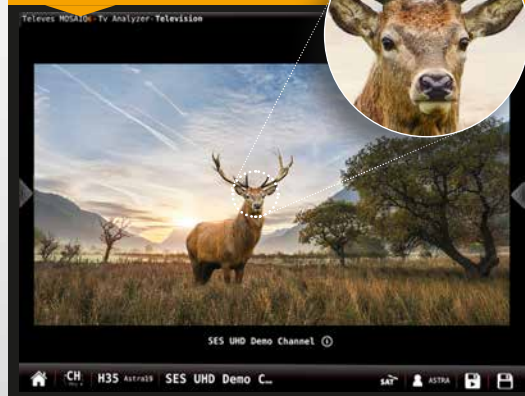 Televes MOSAIQ6-Tv Analyzer-Television
SES UHD Demo Channel
CH
H35 Astra19 SES UHD Demo C…
SAT
ASTRA